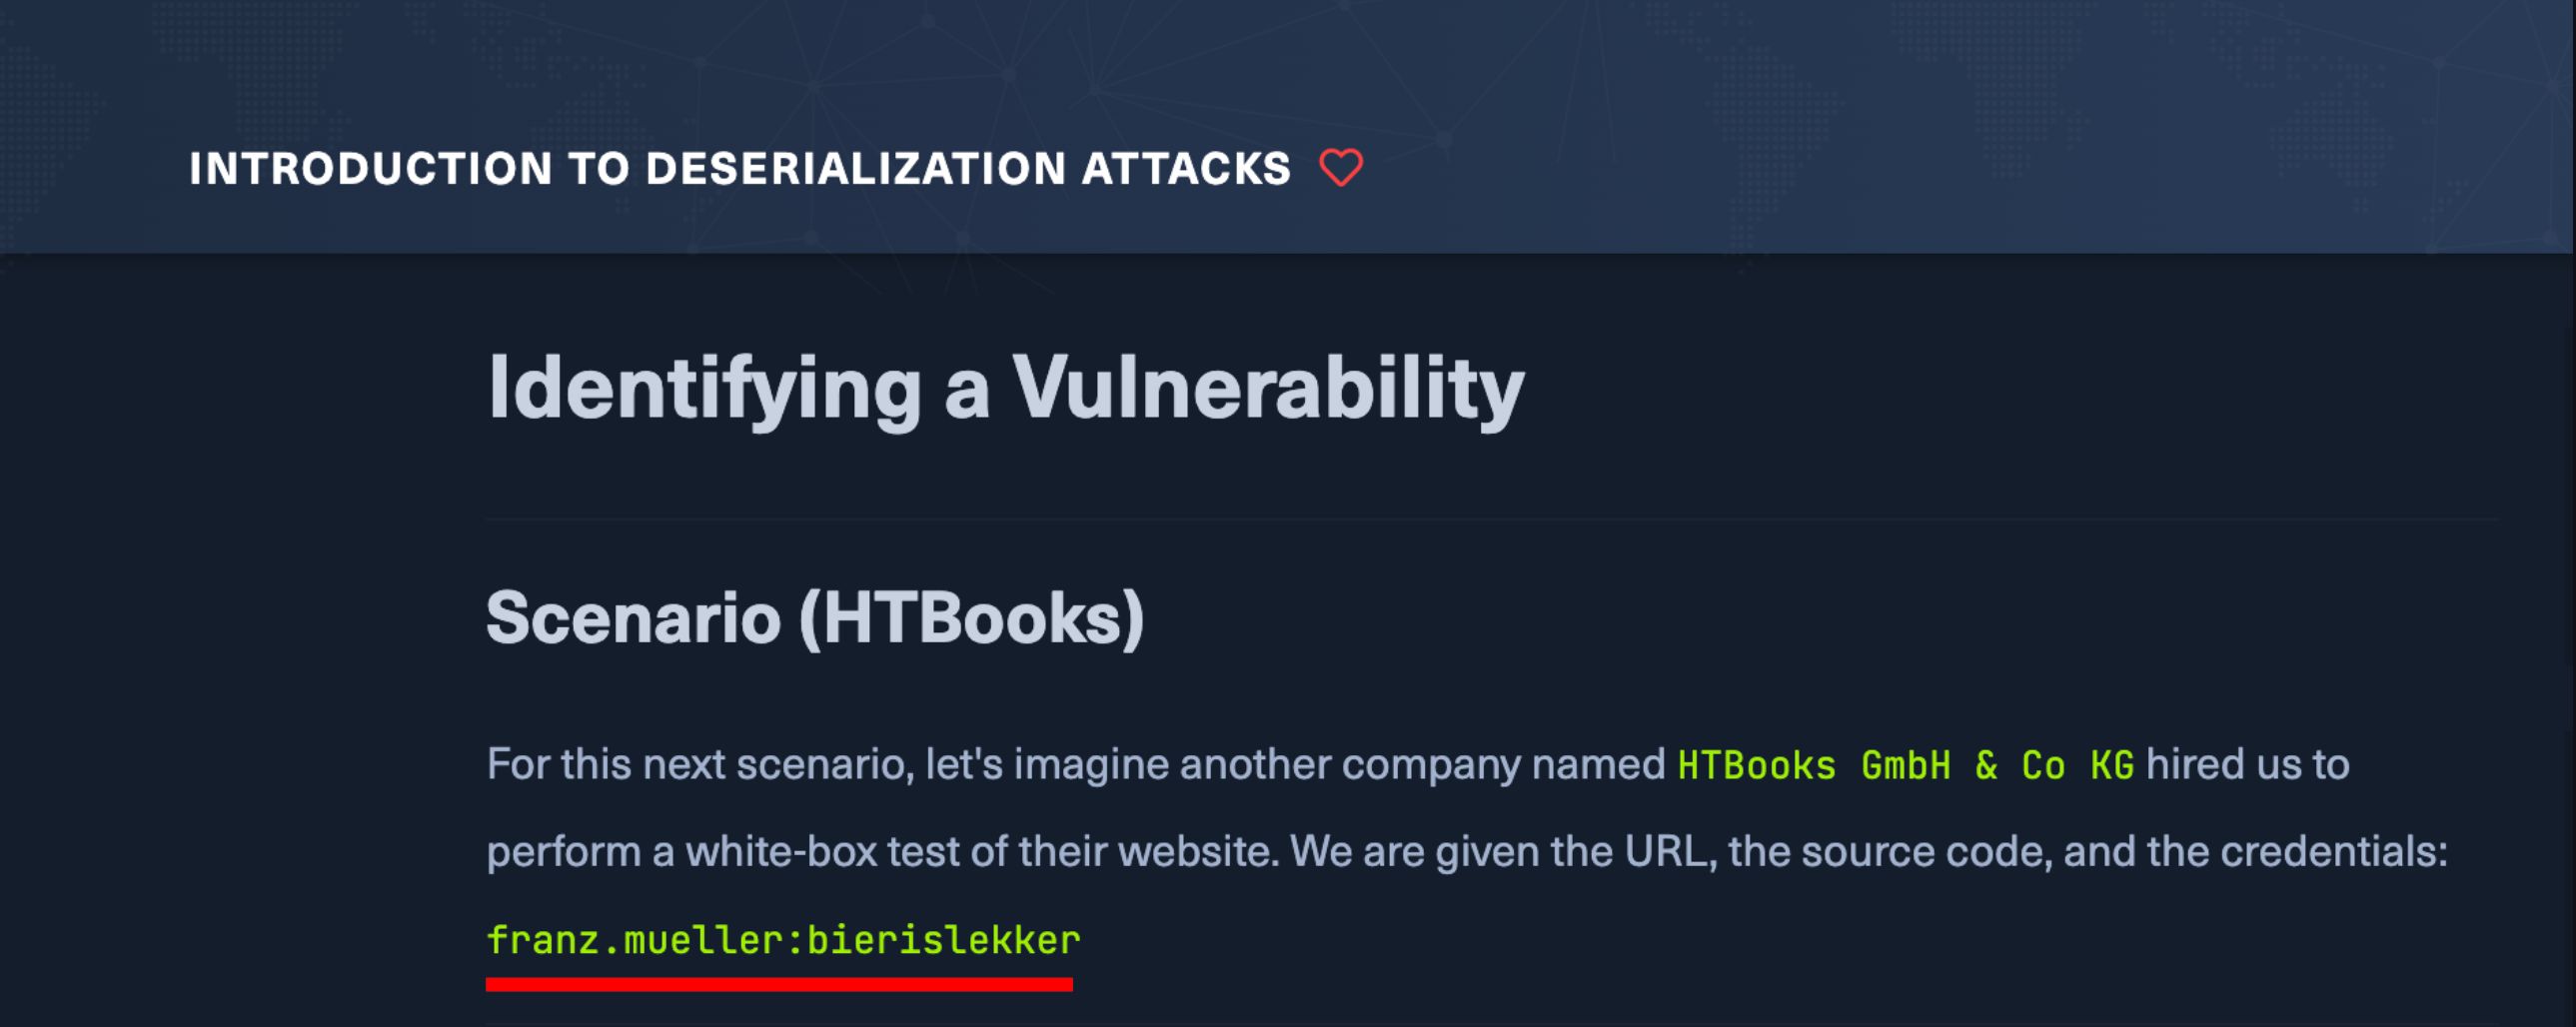 INTRODUCTION TO DESERIALIZATION ATTACKS
Identifying a Vulnerability
Scenario (HTBooks)
For this next scenario, let's imagine another company named HTBooks GmbH & Co KG hired us to
perform a white-box test of their website. We are given the URL, the source code, and the credentials:
franz.mueller:bierislekker